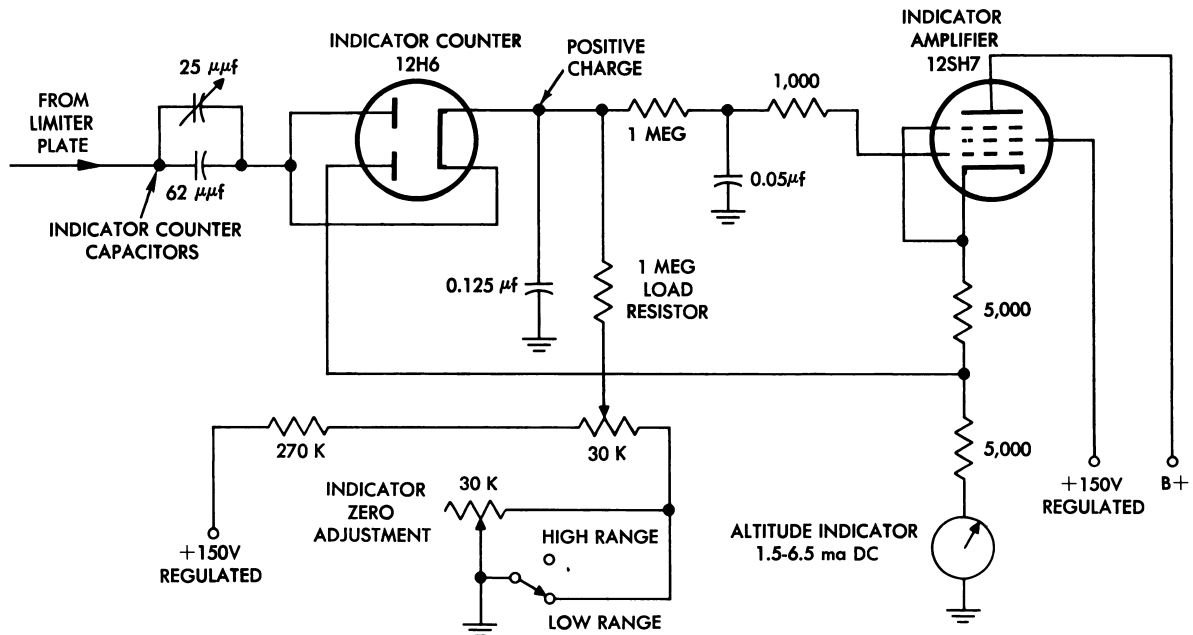 INDICATOR COUNTER
12H6
POSITIVE
CHARGE
INDICATOR
AMPLIFIER
12SH7
25 μμf
FROM
LIMITER
PLATE
62 μμf
INDICATOR COUNTER
CAPACITORS
1 MEG
1,000
0.05μf
0.125 μf
1 MEG
LOAD
RESISTOR
5,000
270 K
30 K
5,000
+150V
REGULATED
B+
30 K
INDICATOR
ZERO
ADJUSTMENT
+150V
REGULATED
HIGH RANGE
LOW RANGE
ALTITUDE INDICATOR
1.5-6.5 ma DC